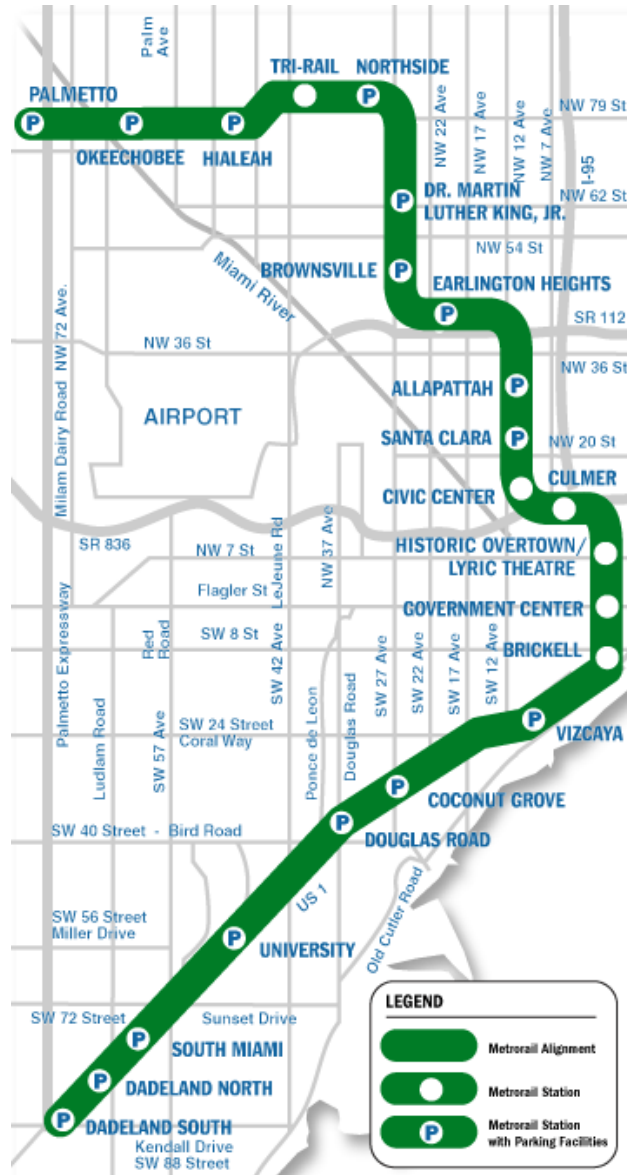 Palm
Ave
TRI-RAIL
NORTHSIDE
PALMETTO
P
P
P
P
OKEECHOBEE
HIALEAH
NW 22 Ave
NW 17 Ave
NW 12 Ave
NW 7 Ave
I-95
NW 79 St
P
DR. MARTIN
LUTHER KING, JR.
NW 62 St
NW 54 St
Miami River
BROWNSVILLE
P
EARLINGTON HEIGHTS
P
SR 112
NW 36 St
NW 36 St
Milam Dairy Road NW 72 Ave.
ALLAPATTAH
P
AIRPORT
SANTA CLARA
P
NW 20 St
CULMER
CIVIC CENTER
SR 836
NW 7 St
LeJeune Rd
NW 37 Ave
HISTORIC OVERTOWN/
LYRIC THEATRE
Flagler St
GOVERNMENT CENTER
Palmetto Expressway
Red
Road
SW 8 St
SW 42 Ave
BRICKELL
SW 27 Ave
SW 22 Ave
SW 17 Ave
SW 12 Ave
Ludlam Road
SW 57 Ave
SW 24 Street
Coral Way
Ponce de Leon
Douglas Road
P
VIZCAYA
P
COCONUT GROVE
P
DOUGLAS ROAD
SW 40 Street - Bird Road
US 1
Old Cutler Road
SW 56 Street
Miller Drive
P
UNIVERSITY
SW 72 Street
Sunset Drive
P
SOUTH MIAMI
P
DADELAND NORTH
P
DADELAND SOUTH
Kendall Drive
SW 88 Street
LEGEND
Metrorail Alignment
Metrorail Station
P
Metrorail Station
with Parking Facilities